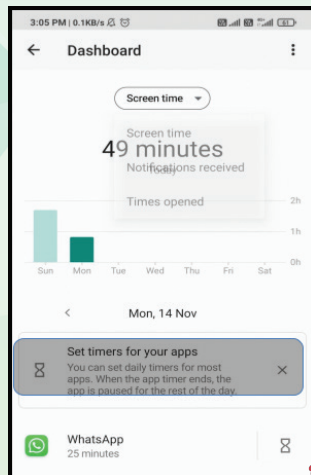 3:05 PM | 0.1KB/s
Dashboard
Screen time
Screen time
49 minutes
Notifications received
Today
Times opened
2h
1h
0h
Sun Mon Tue Wed Thu Fri Sat
Mon, 14 Nov
Set timers for your apps
You can set daily timers for most
apps. When the app timer ends, the
app is paused for the rest of the day.
WhatsApp
25 minutes